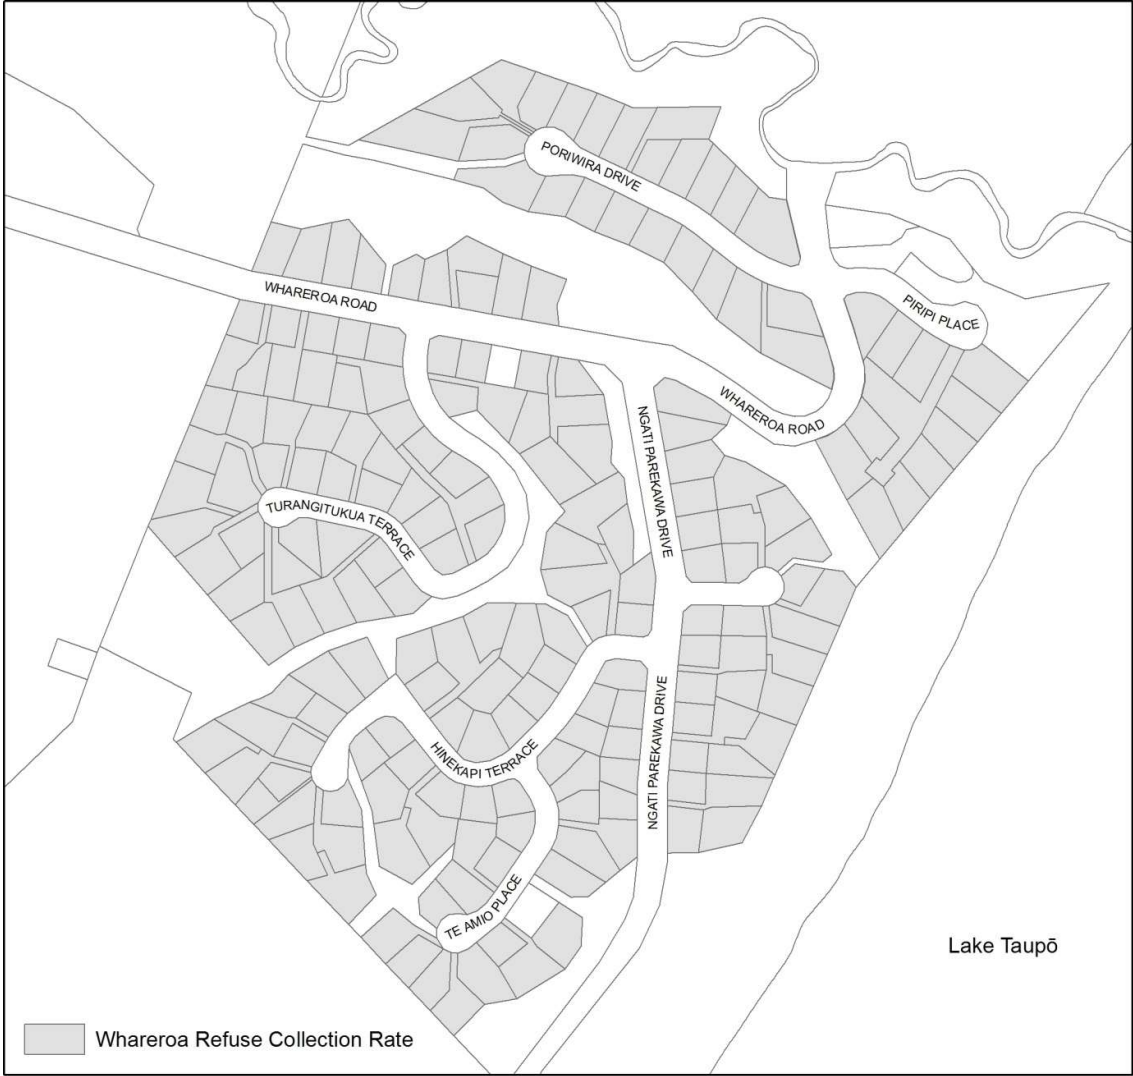 PORIWIRA DRIVE
WHAREROA ROAD
PIRIPI PLACE
WHAREROA ROAD
NGATI PAREKAWA DRIVE
TURANGITUKUA TERRACE
NGATI PAREKAWA DRIVE
HINEKAPI TERRACE
TE AMIO PLACE
Lake Taupō
Whareroa Refuse Collection Rate